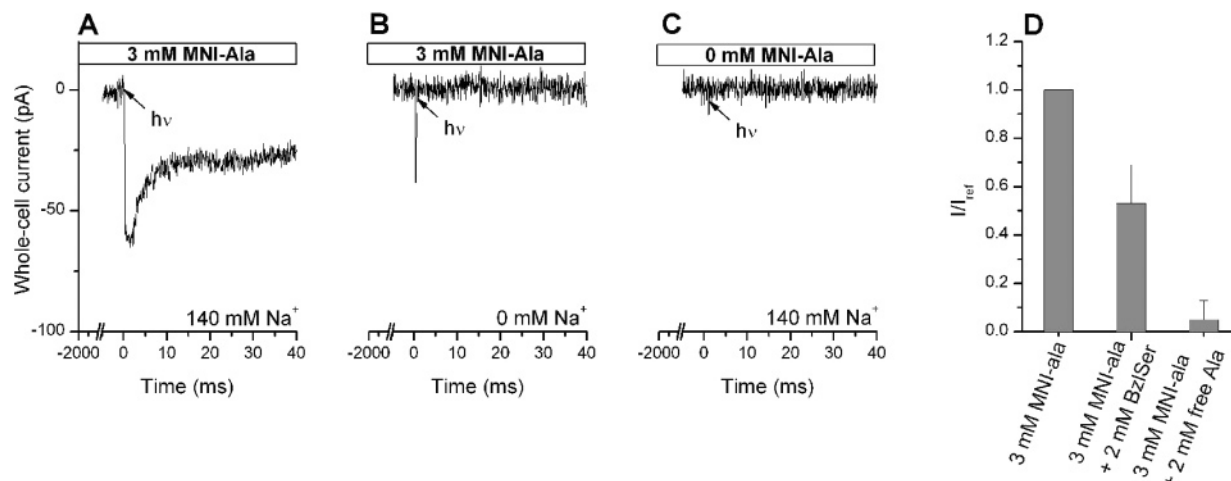 A
3 mM MNI-Ala
Whole-cell current (pA)
0
-50
-100
hν
140 mM Na+
-2000 0 10 20 30 40
Time (ms)
B
3 mM MNI-Ala
hν
0 mM Na+
-2000 0 10 20 30 40
Time (ms)
C
0 mM MNI-Ala
hν
140 mM Na+
-2000 0 10 20 30 40
Time (ms)
D
I/Iref
1.2
1.0
0.8
0.6
0.4
0.2
0.0
3 mM MNI-ala
3 mM MNI-ala
+ 2 mM BzlSer
3 mM MNI-ala
+ 2 mM free Ala